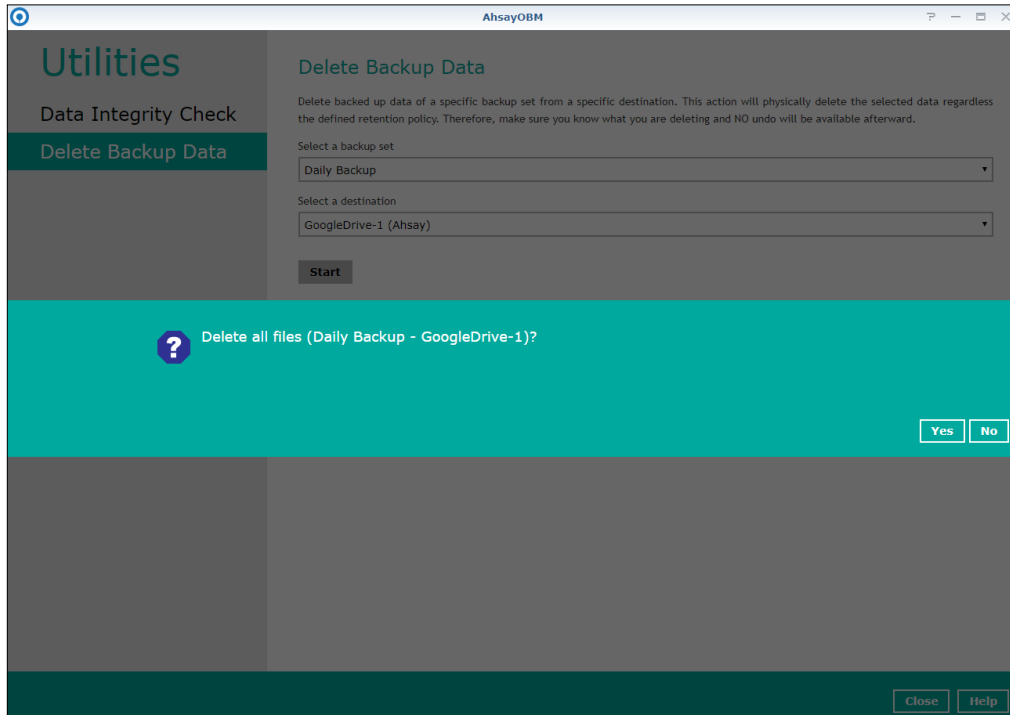 AhsayOBM
Utilities
Data Integrity Check
Delete Backup Data
Delete Backup Data
Delete backed up data of a specific backup set from a specific destination. This action will physically delete the selected data regardless
the defined retention policy. Therefore, make sure you know what you are deleting and NO undo will be available afterward.
Select a backup set
Daily Backup
Select a destination
GoogleDrive-1 (Ahsay)
Start
? Delete all files (Daily Backup - GoogleDrive-1)?
Yes No
Close Help